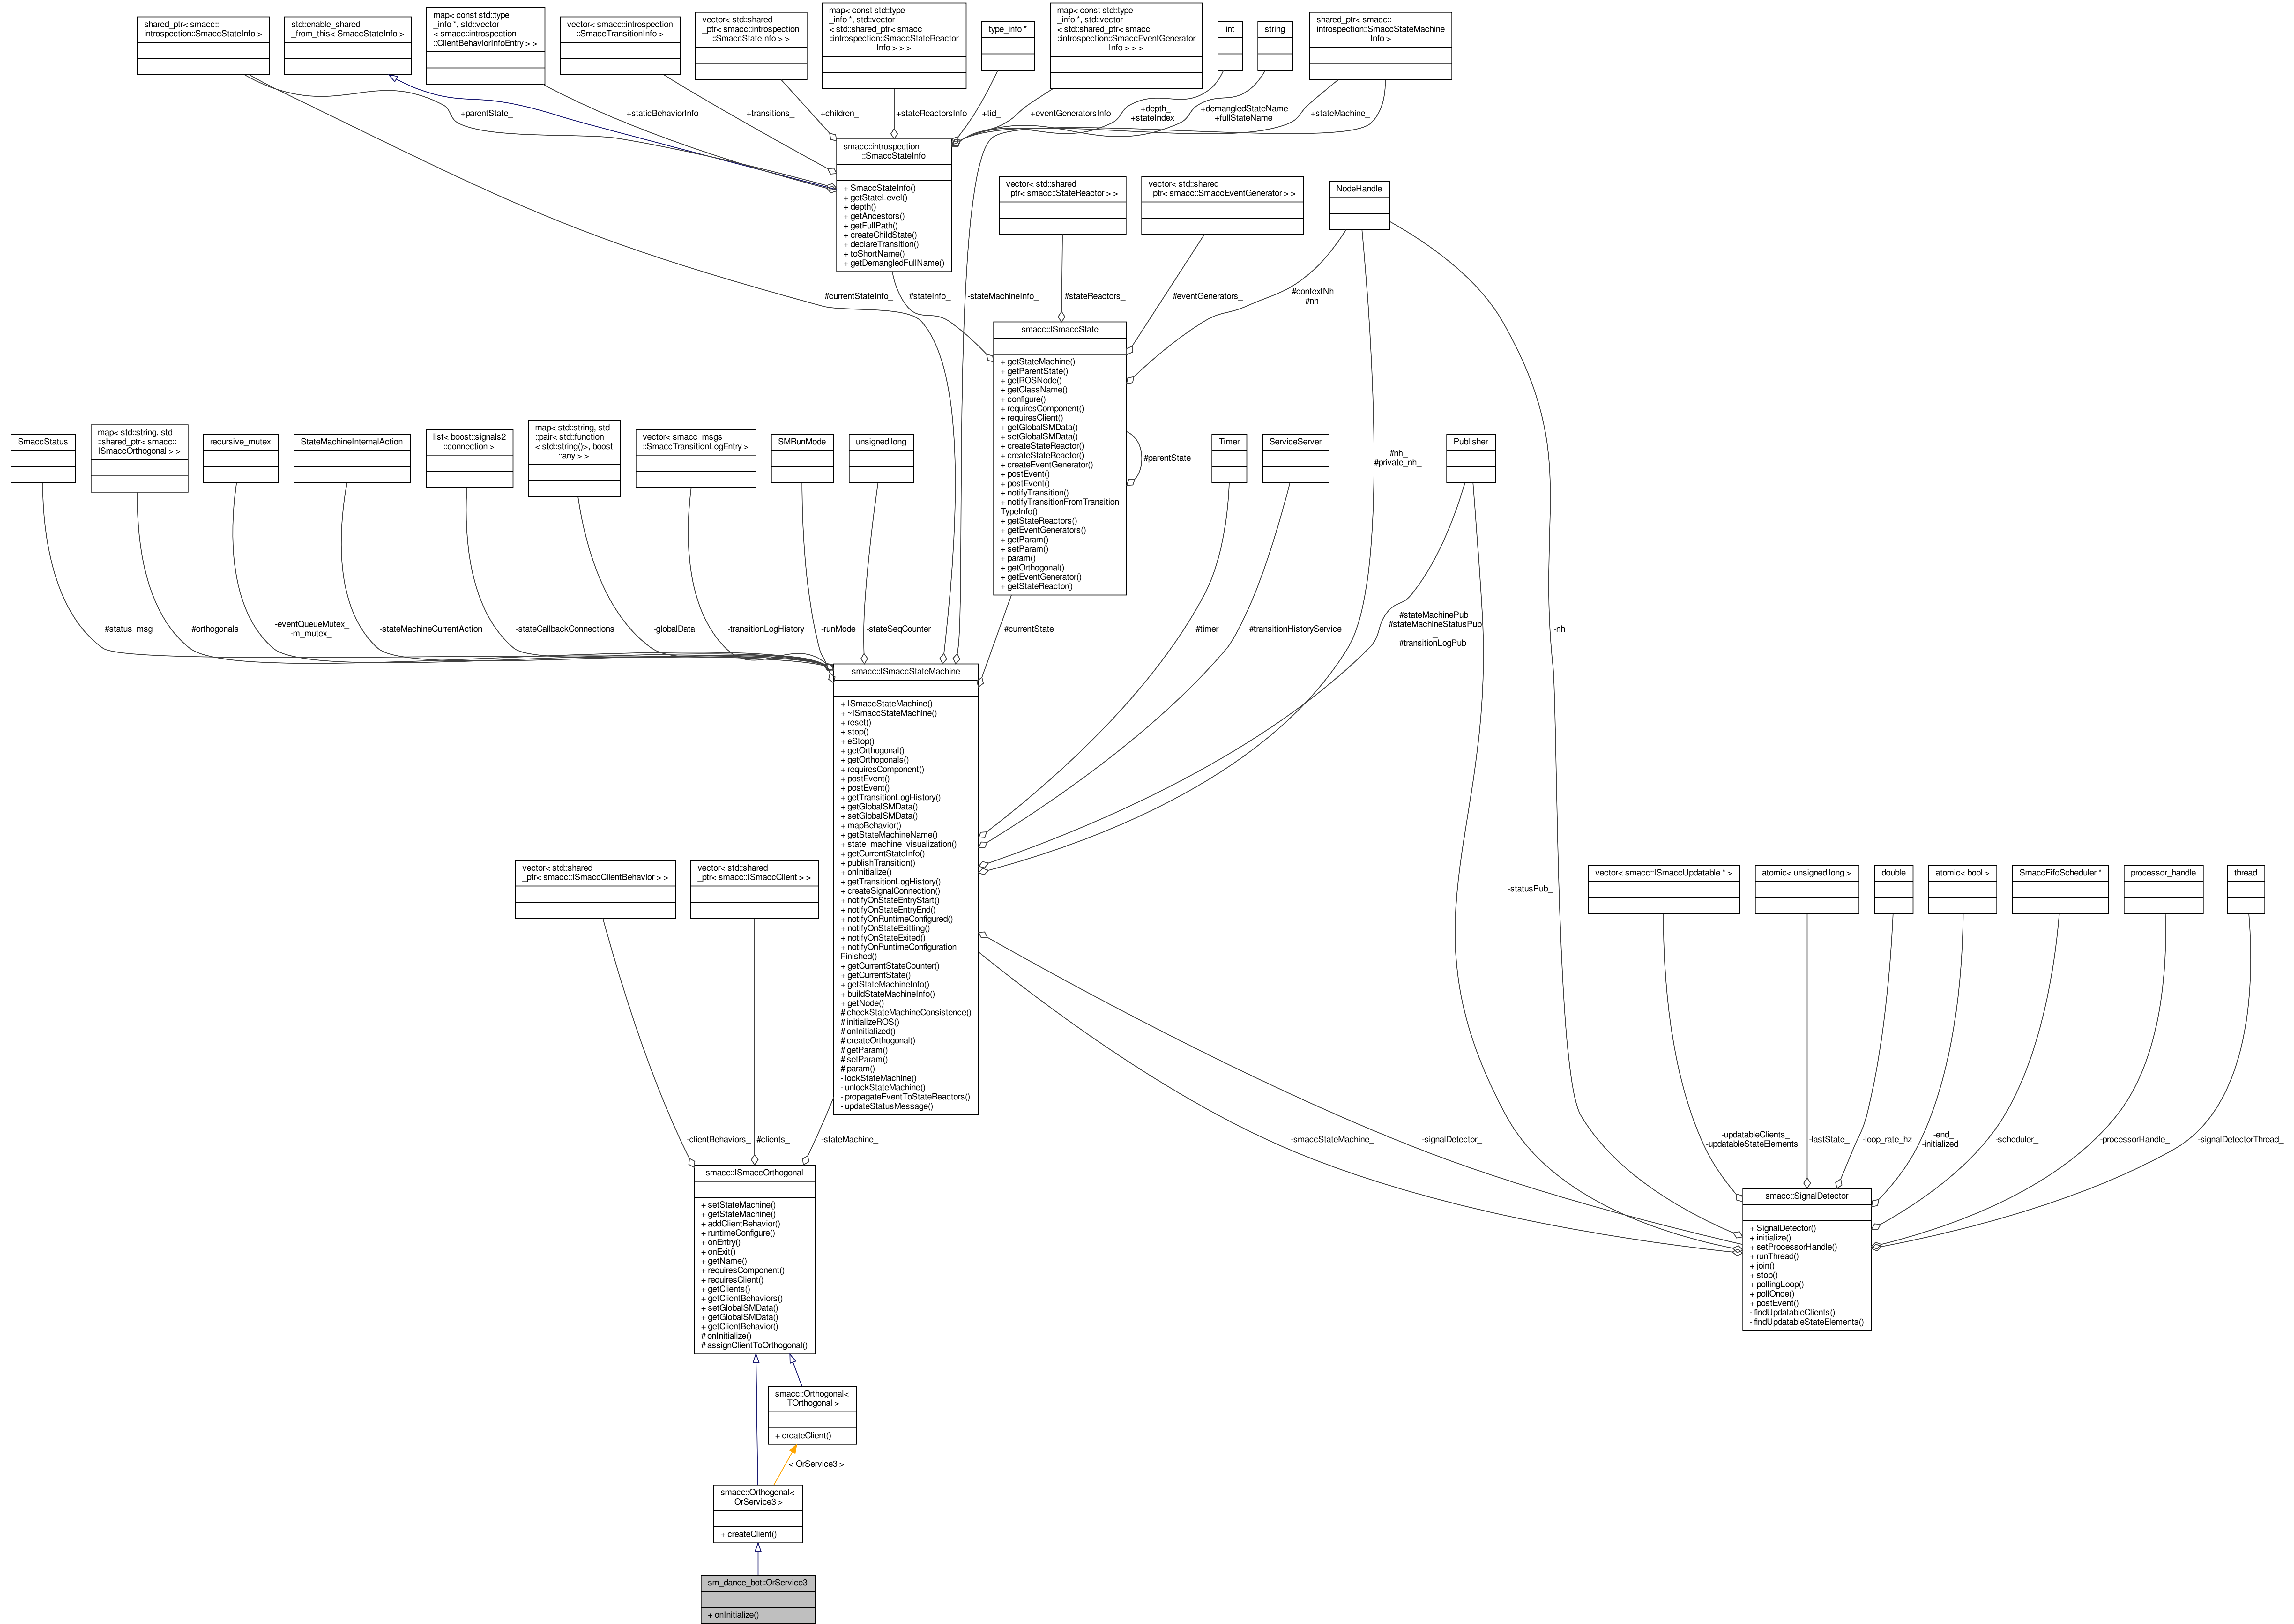 shared_ptr< smacc::
introspection::SmaccStateInfo >
std::enable_shared
_from_this< SmaccStateInfo >
map< const std::type
_info *, std::vector
< smacc::introspection
::ClientBehaviorInfoEntry > >
vector< smacc::introspection
::SmaccTransitionInfo >
vector< std::shared
_ptr< smacc::introspection
::SmaccStateInfo > >
map< const std::type
_info *, std::vector
< std::shared_ptr< smacc
::introspection::SmaccStateReactor
Info > > >
type_info *
map< const std::type
_info *, std::vector
< std::shared_ptr< smacc
::introspection::SmaccEventGenerator
Info > > >
int
string
shared_ptr< smacc::
introspection::SmaccStateMachine
Info >
+parentState_
+staticBehaviorInfo
+transitions_
+children_
+stateReactorsInfo
+tid_
+eventGeneratorsInfo
+depth_
+stateIndex_
+demangledStateName
+fullStateName
+stateMachine_
smacc::introspection
::SmaccStateInfo
+ SmaccStateInfo()
+ getStateLevel()
+ depth()
+ getAncestors()
+ getFullPath()
+ createChildState()
+ declareTransition()
+ toShortName()
+ getDemangledFullName()
vector< std::shared
_ptr< smacc::StateReactor > >
vector< std::shared
_ptr< smacc::SmaccEventGenerator > >
NodeHandle
#currentStateInfo_
#stateInfo_
-stateMachineInfo_
#stateReactors_
#eventGenerators_
#contextNh
#nh
smacc::ISmaccState
+ getStateMachine()
+ getParentState()
+ getROSNode()
+ getClassName()
+ configure()
+ requiresComponent()
+ requiresClient()
+ getGlobalSMData()
+ setGlobalSMData()
+ createStateReactor()
+ createStateReactor()
+ createEventGenerator()
+ postEvent()
+ postEvent()
+ notifyTransition()
+ notifyTransitionFromTransition
TypeInfo()
+ getStateReactors()
+ getEventGenerators()
+ getParam()
+ setParam()
+ param()
+ getOrthogonal()
+ getEventGenerator()
+ getStateReactor()
#parentState_
SmaccStatus
map< std::string, std
::shared_ptr< smacc::
ISmaccOrthogonal > >
recursive_mutex
StateMachineInternalAction
list< boost::signals2
::connection >
map< std::string, std
::pair< std::function
< std::string()>, boost
::any > >
vector< smacc_msgs
::SmaccTransitionLogEntry >
SMRunMode
unsigned long
Timer
ServiceServer
#nh_
#private_nh_
Publisher
#status_msg_
#orthogonals_
-eventQueueMutex_
-m_mutex_
-stateMachineCurrentAction
-stateCallbackConnections
-globalData_
-transitionLogHistory_
-runMode_
-stateSeqCounter_
#currentState_
#timer_
#transitionHistoryService_
#stateMachinePub_
#stateMachineStatusPub
_
#transitionLogPub_
-nh_
smacc::ISmaccStateMachine
+ ISmaccStateMachine()
+ ~ISmaccStateMachine()
+ reset()
+ stop()
+ eStop()
+ getOrthogonal()
+ getOrthogonals()
+ requiresComponent()
+ postEvent()
+ postEvent()
+ getTransitionLogHistory()
+ getGlobalSMData()
+ setGlobalSMData()
+ mapBehavior()
+ getStateMachineName()
+ state_machine_visualization()
+ getCurrentStateInfo()
+ publishTransition()
+ onInitialize()
+ getTransitionLogHistory()
+ createSignalConnection()
+ notifyOnStateEntryStart()
+ notifyOnStateEntryEnd()
+ notifyOnRuntimeConfigured()
+ notifyOnStateExitting()
+ notifyOnStateExited()
+ notifyOnRuntimeConfiguration
Finished()
+ getCurrentStateCounter()
+ getCurrentState()
+ getStateMachineInfo()
+ buildStateMachineInfo()
+ getNode()
# checkStateMachineConsistence()
# initializeROS()
# onInitialized()
# createOrthogonal()
# getParam()
# setParam()
# param()
- lockStateMachine()
- unlockStateMachine()
- propagateEventToStateReactors()
- updateStatusMessage()
vector< std::shared
_ptr< smacc::ISmaccClientBehavior > >
vector< std::shared
_ptr< smacc::ISmaccClient > >
-statusPub_
vector< smacc::ISmaccUpdatable * >
atomic< unsigned long >
double
atomic< bool >
SmaccFifoScheduler *
processor_handle
thread
-clientBehaviors_
#clients_
-stateMachine_
-smaccStateMachine_
-signalDetector_
-updatableClients_
-updatableStateElements_
-lastState_
-loop_rate_hz
-end_
-initialized_
-scheduler_
-processorHandle_
-signalDetectorThread_
smacc::ISmaccOrthogonal
+ setStateMachine()
+ getStateMachine()
+ addClientBehavior()
+ runtimeConfigure()
+ onEntry()
+ onExit()
+ getName()
+ requiresComponent()
+ requiresClient()
+ getClients()
+ getClientBehaviors()
+ setGlobalSMData()
+ getGlobalSMData()
+ getClientBehavior()
# onInitialize()
# assignClientToOrthogonal()
smacc::SignalDetector
+ SignalDetector()
+ initialize()
+ setProcessorHandle()
+ runThread()
+ join()
+ stop()
+ pollingLoop()
+ pollOnce()
+ postEvent()
- findUpdatableClients()
- findUpdatableStateElements()
smacc::Orthogonal<
TOrthogonal >
+ createClient()
< OrService3 >
smacc::Orthogonal<
OrService3 >
+ createClient()
sm_dance_bot::OrService3
+ onInitialize()